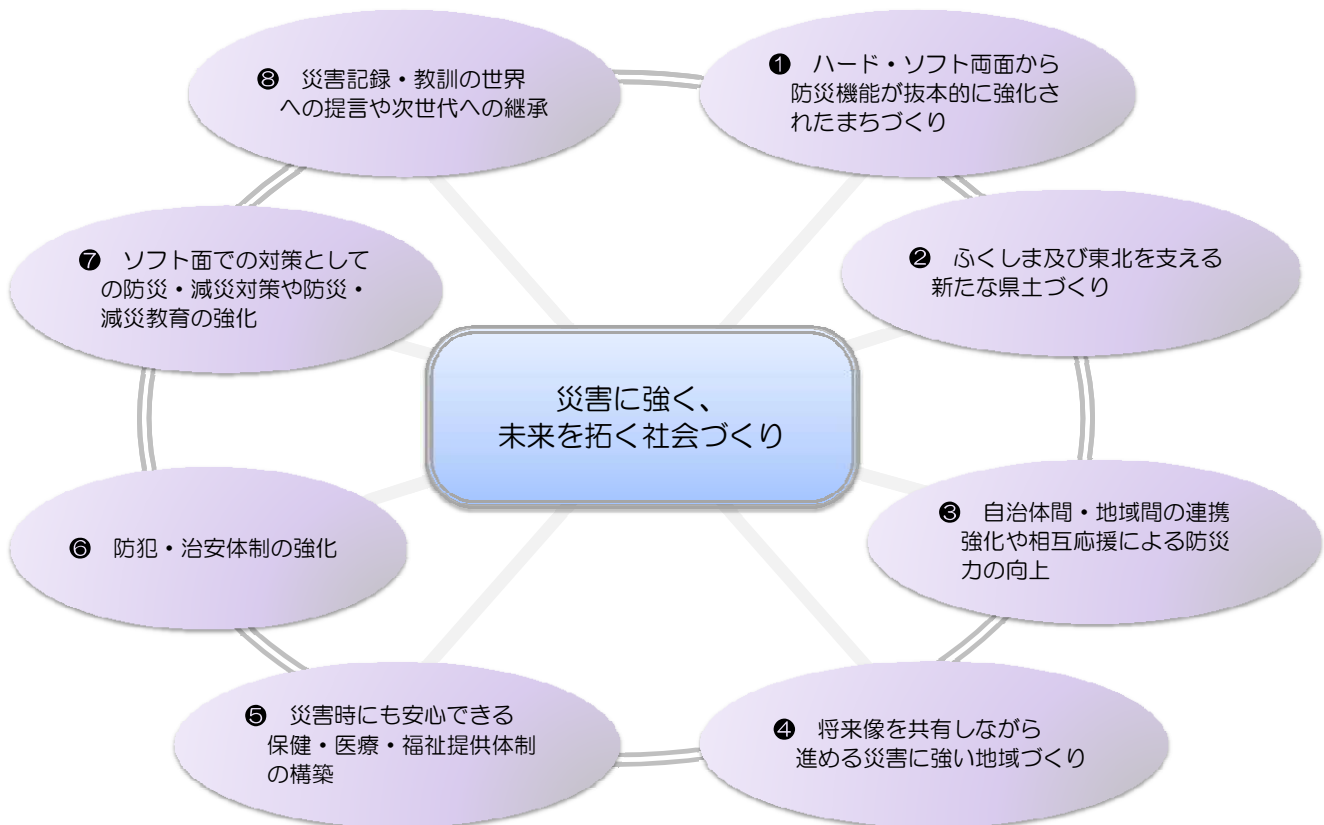 災害に強く、
未来を拓く社会づくり
❶ ハード・ソフト両面から
防災機能が抜本的に強化さ
れたまちづくり
❷ ふくしま及び東北を支える
新たな県土づくり
❸ 自治体間・地域間の連携
強化や相互応援による防災
力の向上
❹ 将来像を共有しながら
進める災害に強い地域づくり
❺ 災害時にも安心できる
保健・医療・福祉提供体制
の構築
❻ 防犯・治安体制の強化
❼ ソフト面での対策として
の防災・減災対策や防災・
減災教育の強化
❽ 災害記録・教訓の世界
への提言や次世代への継承